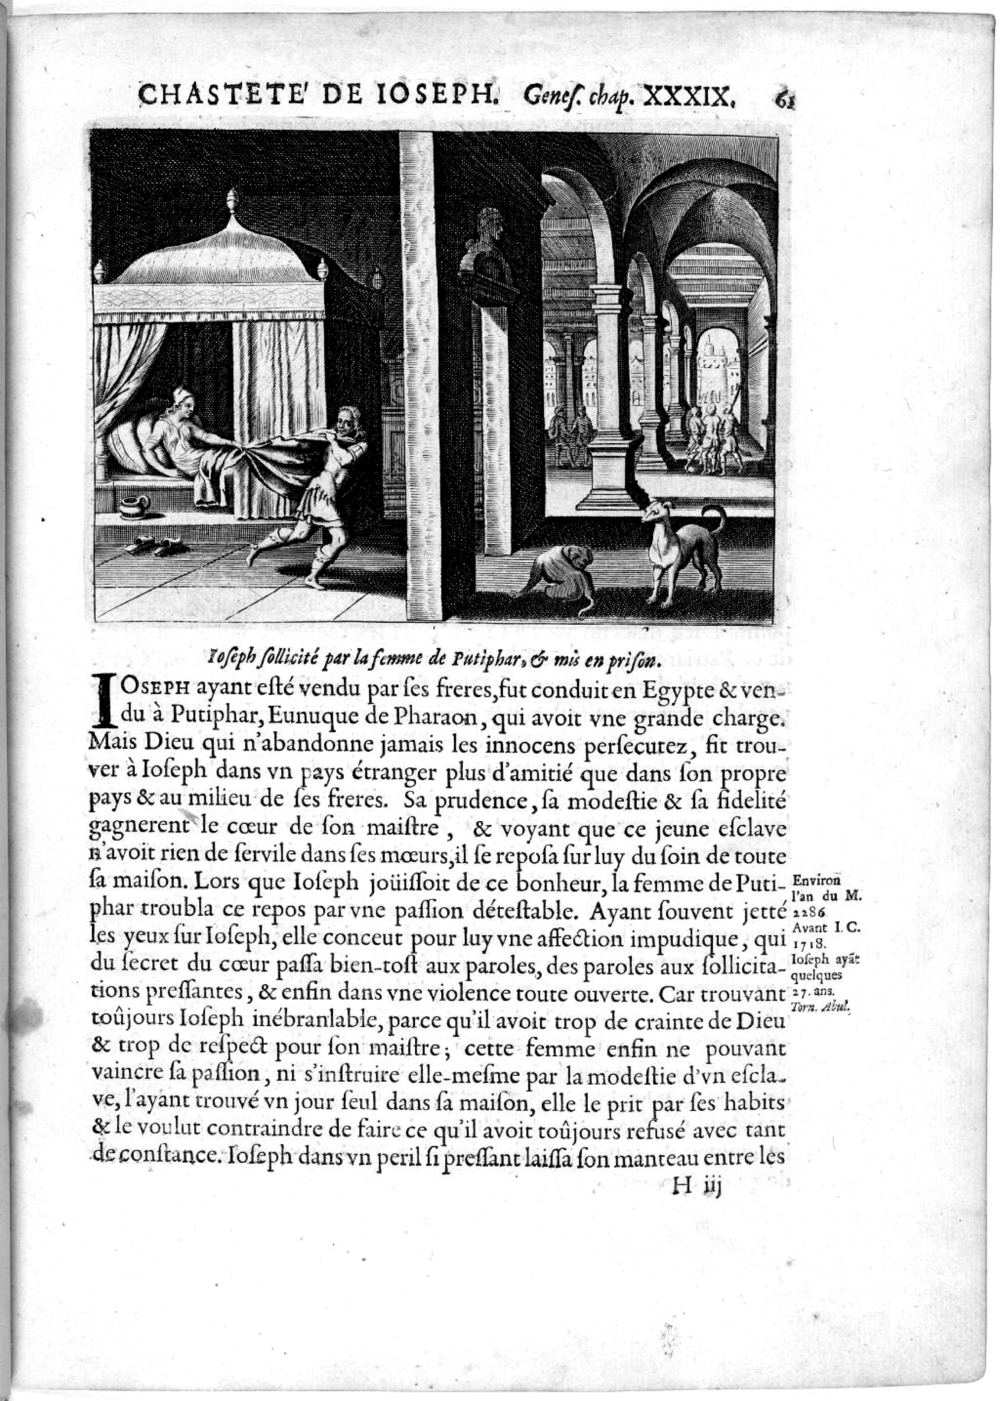 CHASTETE' DE IOSEPH. Geneſ. chap. XXXIX. 61
Ioſeph ſollicité par la femme de Putiphar, & mis en priſon.
IOSEPH ayant eſté vendu par ſes freres, fut conduit en Egypte & ven-
du à Putiphar, Eunuque de Pharaon, qui avoit vne grande charge.
Mais Dieu qui n'abandonne jamais les innocens perſecutez, fit trou-
ver à Ioſeph dans vn pays étranger plus d'amitié que dans ſon propre
pays & au milieu de ſes freres. Sa prudence, ſa modeſtie & ſa fidelité
gagnerent le cœur de ſon maiſtre, & voyant que ce jeune eſclave
n'avoit rien de ſervile dans ſes mœurs, il ſe repoſa ſur luy du ſoin de toute
ſa maiſon. Lors que Ioſeph joüiſſoit de ce bonheur, la femme de Puti-
phar troubla ce repos par vne paſſion déteſtable. Ayant ſouvent jetté
les yeux ſur Ioſeph, elle conceut pour luy vne affection impudique, qui
du ſecret du cœur paſſa bien-toſt aux paroles, des paroles aux ſollicita-
tions preſſantes, & enfin dans vne violence toute ouverte. Car trouvant
toûjours Ioſeph inébranlable, parce qu'il avoit trop de crainte de Dieu
& trop de reſpect pour ſon maiſtre; cette femme enfin ne pouvant
vaincre ſa paſſion, ni s'inſtruire elle-meſme par la modeſtie d'vn eſcla-
ve, l'ayant trouvé vn jour ſeul dans ſa maiſon, elle le prit par ſes habits
& le voulut contraindre de faire ce qu'il avoit toûjours refusé avec tant
de conſtance. Ioſeph dans vn peril ſi preſſant laiſſa ſon manteau entre les
H iij
Environ
l'an du M.
2286
Avant I. C.
1718.
Ioſeph ayāt
quelques
27. ans.
Torn. Abul.